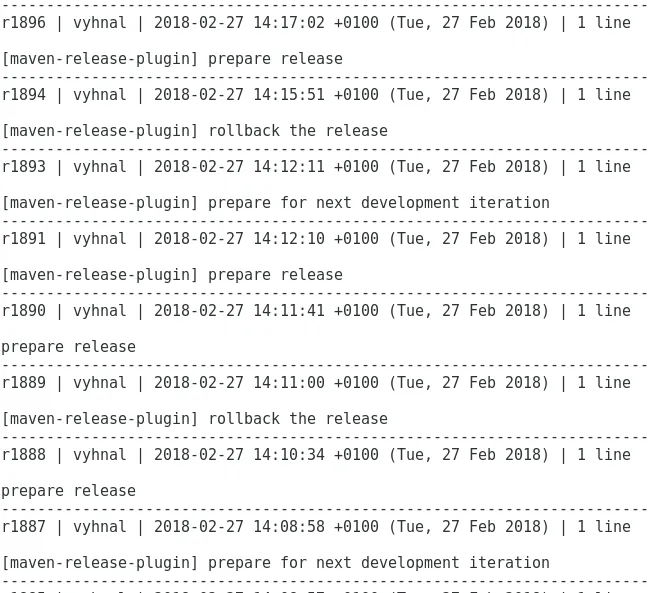 ------------------------------------------------------------------------
r1896 | vyhnal | 2018-02-27 14:17:02 +0100 (Tue, 27 Feb 2018) | 1 line

[maven-release-plugin] prepare release
------------------------------------------------------------------------
r1894 | vyhnal | 2018-02-27 14:15:51 +0100 (Tue, 27 Feb 2018) | 1 line

[maven-release-plugin] rollback the release
------------------------------------------------------------------------
r1893 | vyhnal | 2018-02-27 14:12:11 +0100 (Tue, 27 Feb 2018) | 1 line

[maven-release-plugin] prepare for next development iteration
------------------------------------------------------------------------
r1891 | vyhnal | 2018-02-27 14:12:10 +0100 (Tue, 27 Feb 2018) | 1 line

[maven-release-plugin] prepare release
------------------------------------------------------------------------
r1890 | vyhnal | 2018-02-27 14:11:41 +0100 (Tue, 27 Feb 2018) | 1 line

prepare release
------------------------------------------------------------------------
r1889 | vyhnal | 2018-02-27 14:11:00 +0100 (Tue, 27 Feb 2018) | 1 line

[maven-release-plugin] rollback the release
------------------------------------------------------------------------
r1888 | vyhnal | 2018-02-27 14:10:34 +0100 (Tue, 27 Feb 2018) | 1 line

prepare release
------------------------------------------------------------------------
r1887 | vyhnal | 2018-02-27 14:08:58 +0100 (Tue, 27 Feb 2018) | 1 line

[maven-release-plugin] prepare for next development iteration
------------------------------------------------------------------------